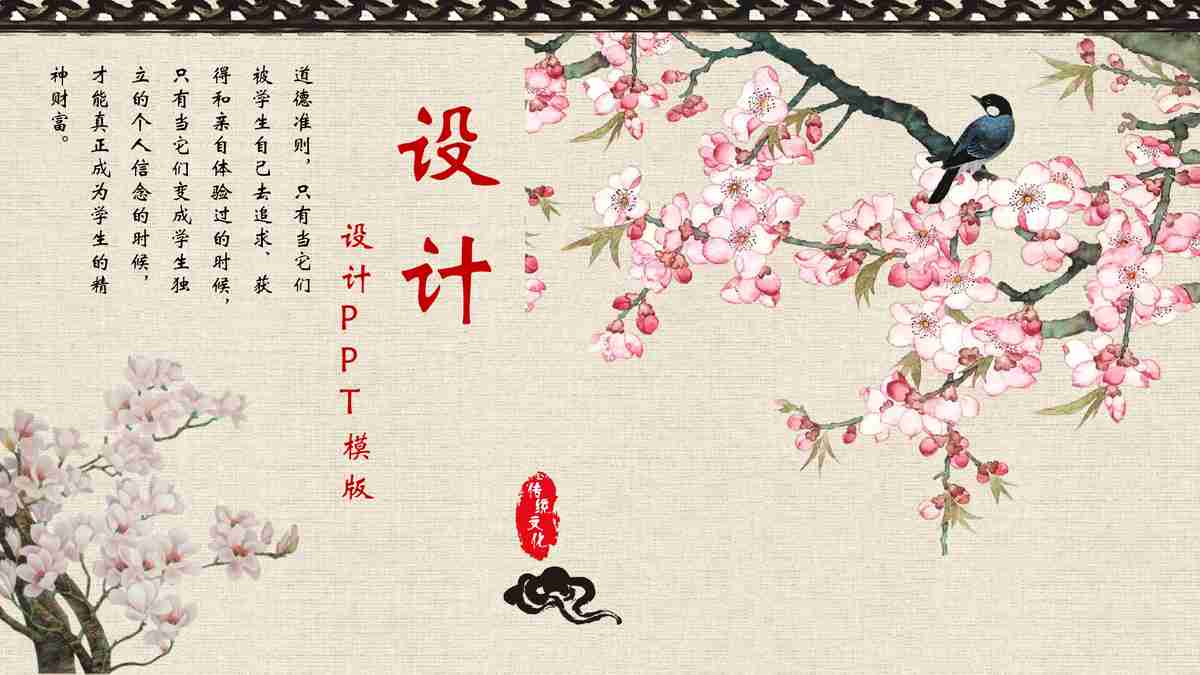 设计
设计PPT模版
道德准则，只有当它们
被学生自己去追求、获
得和亲自体验过的时候，
只有当它们变成学生独
立的个人信念的时候，
才能真正成为学生的精
神财富。
传统
文化